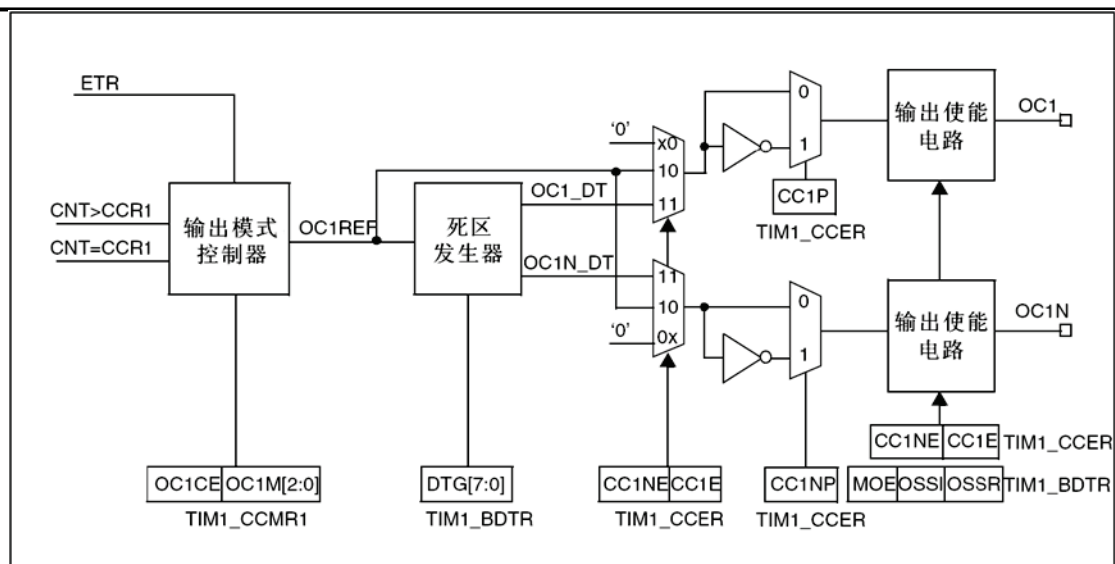 ETR
CNT>CCR1
CNT=CCR1
输出模式
控制器
OC1REF
死区
发生器
OC1_DT
OC1N_DT
'0'
x0
10
11
11
10
'0'
0x
0
1
CC1P
TIM1_CCER
0
1
输出使能
电路
OC1
输出使能
电路
OC1N
OC1CE OC1M[2:0]
TIM1_CCMR1
DTG[7:0]
TIM1_BDTR
CC1NE CC1E
TIM1_CCER
CC1NP
TIM1_CCER
CC1NE CC1E TIM1_CCER
MOE OSSI OSSR TIM1_BDTR